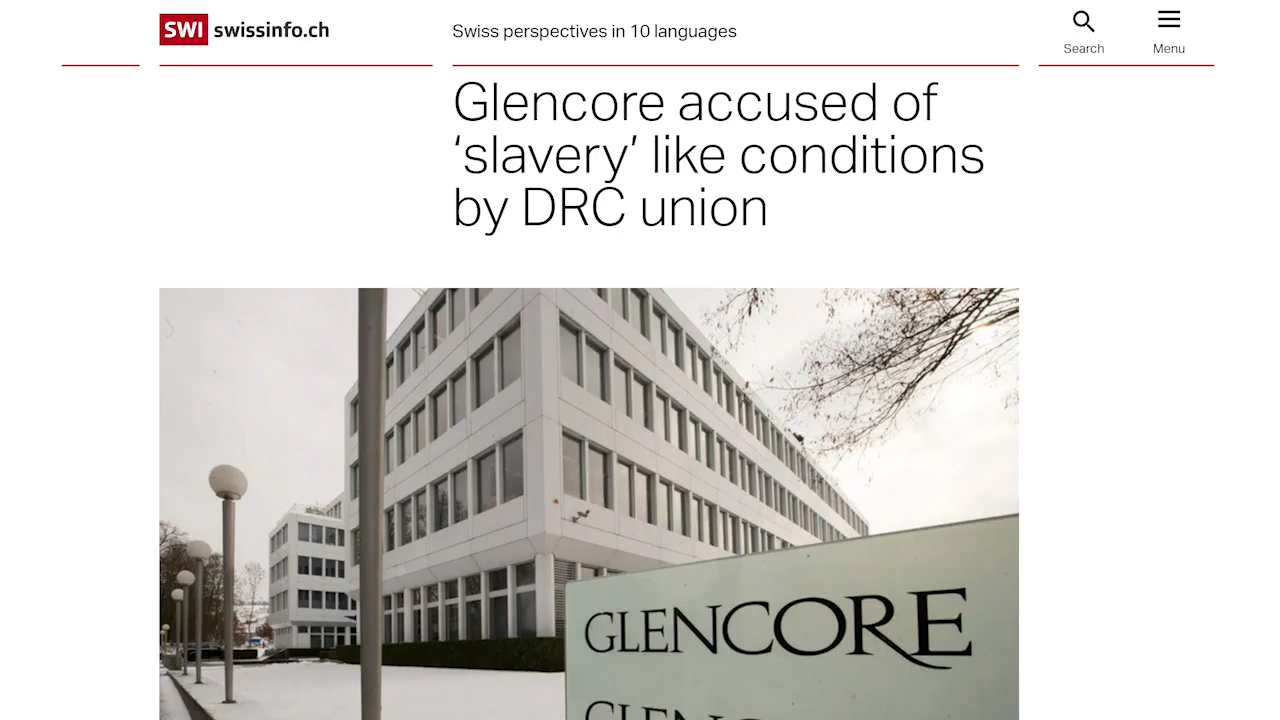 SWI swissinfo.ch
Swiss perspectives in 10 languages
Search
Menu
Glencore accused of
‘slavery’ like conditions
by DRC union
GLENCORE